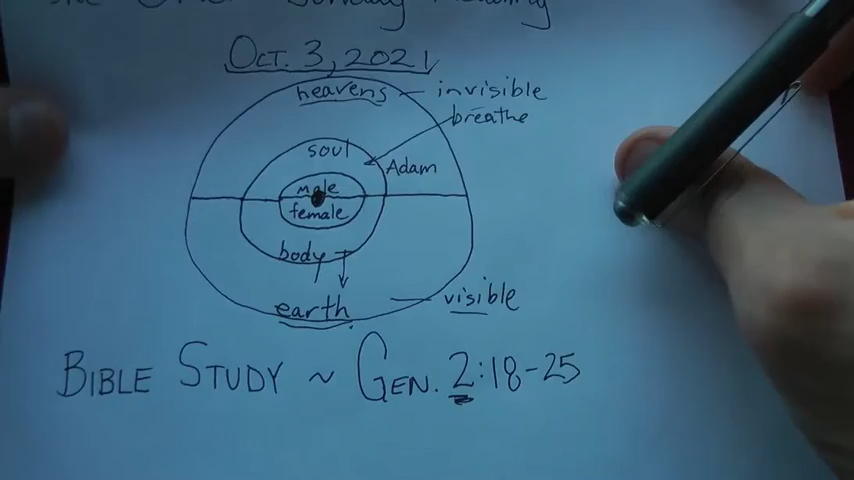 Oct. 3, 2021
heavens - invisible
breathe
soul
Adam
male
female
body
earth - visible
BIBLE STUDY ~ GEN. 2:18-25